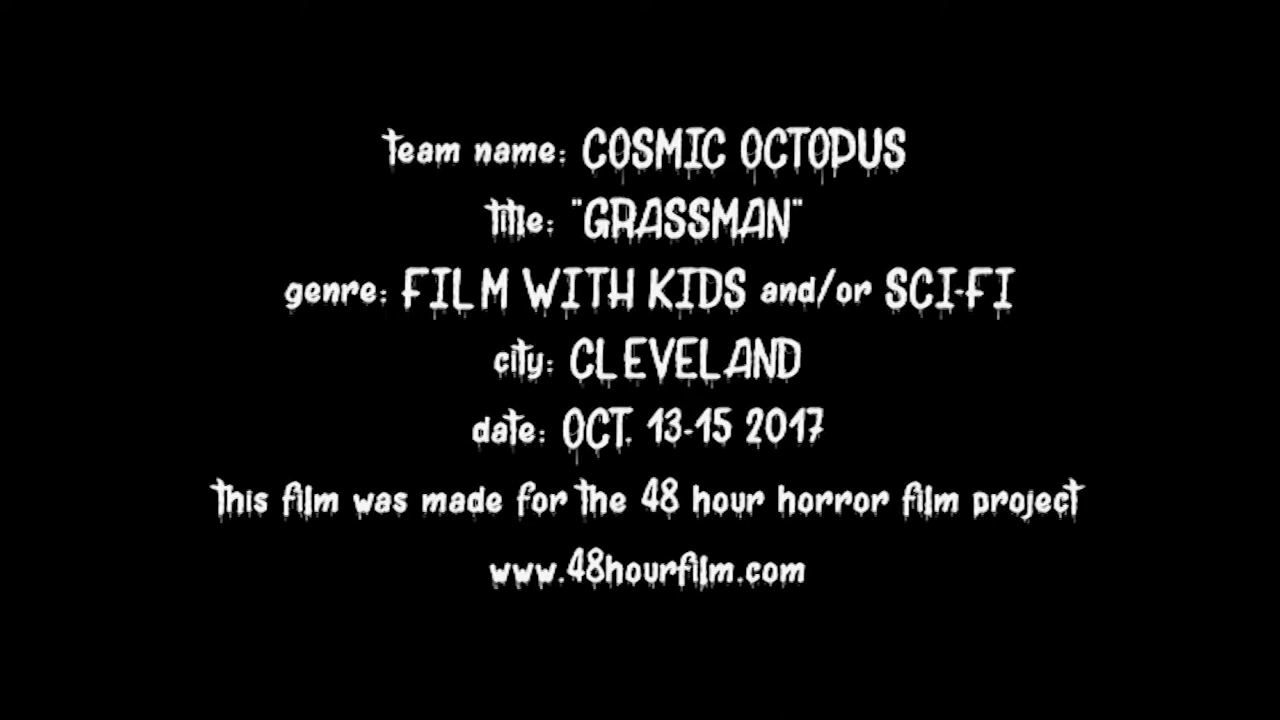 team name: COSMIC OCTOPUS
title: "GRASSMAN"
genre: FILM WITH KIDS and/or SCI-FI
city: CLEVELAND
date: OCT. 13-15 2017
this film was made for the 48 hour horror film project
www.48hourfilm.com